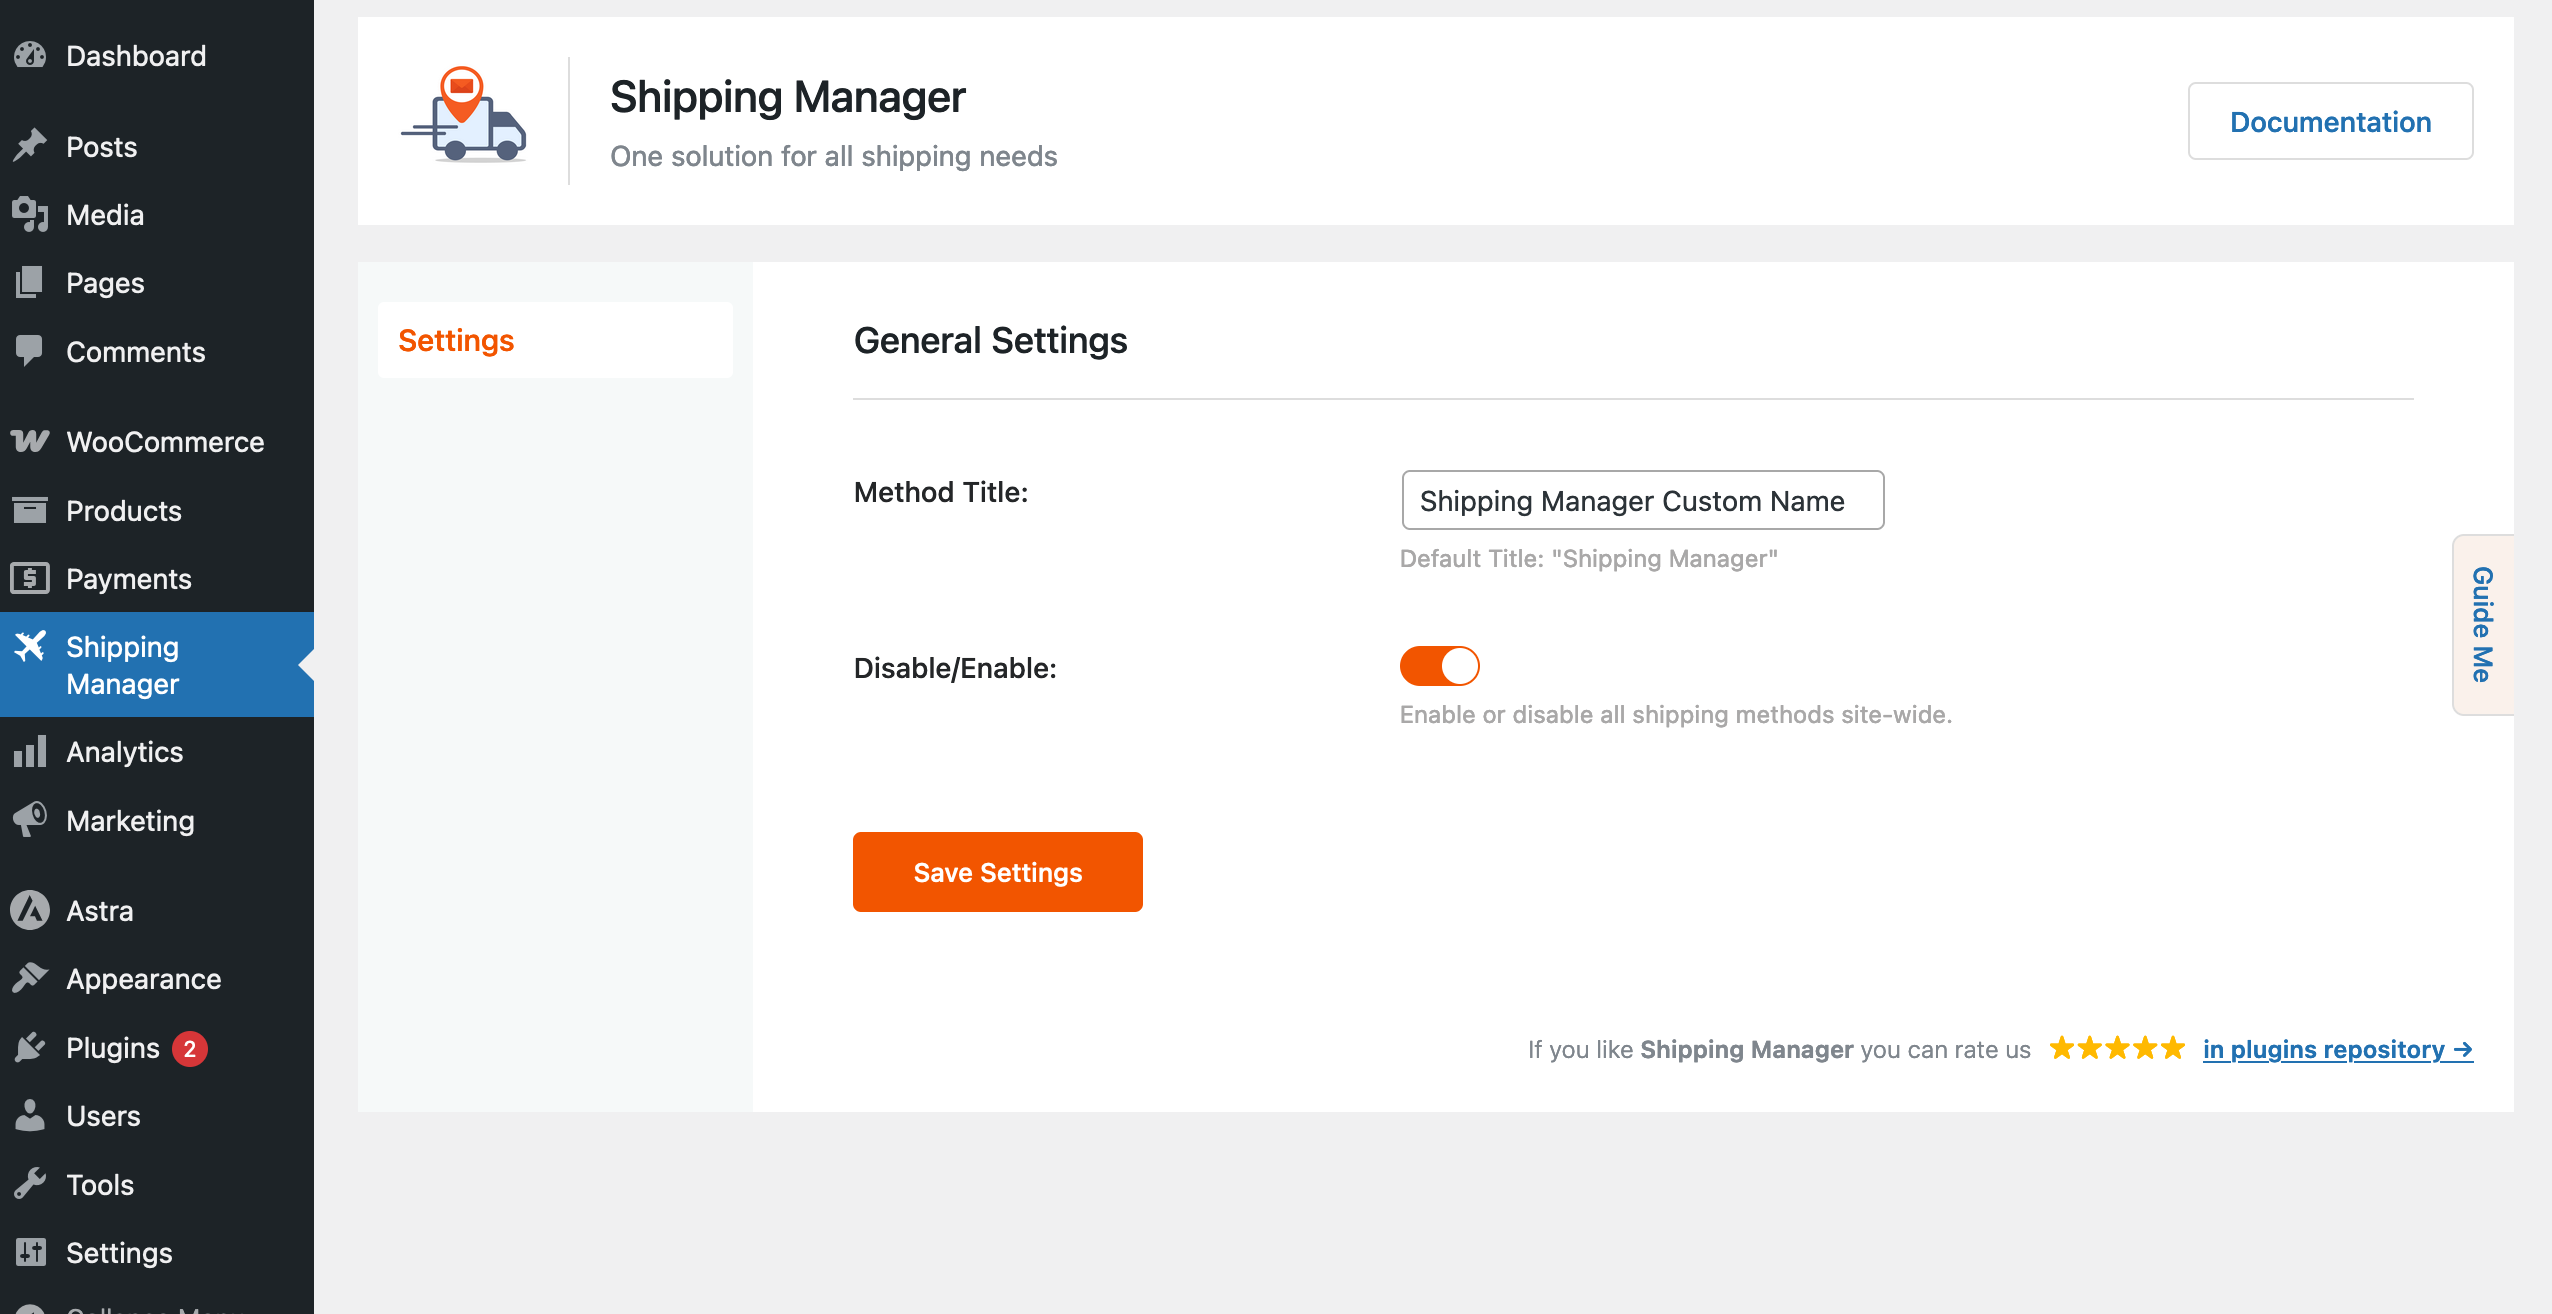 Dashboard
Posts
Media
Pages
Comments
WooCommerce
Products
Payments
Shipping
Manager
Analytics
Marketing
Astra
Appearance
Plugins 2
Users
Tools
Settings
Shipping Manager
One solution for all shipping needs
Documentation
Settings
General Settings
Method Title:
Shipping Manager Custom Name
Default Title: "Shipping Manager"
Disable/Enable:
Enable or disable all shipping methods site-wide.
Save Settings
Guide Me
If you like Shipping Manager you can rate us ★★★★★ in plugins repository →